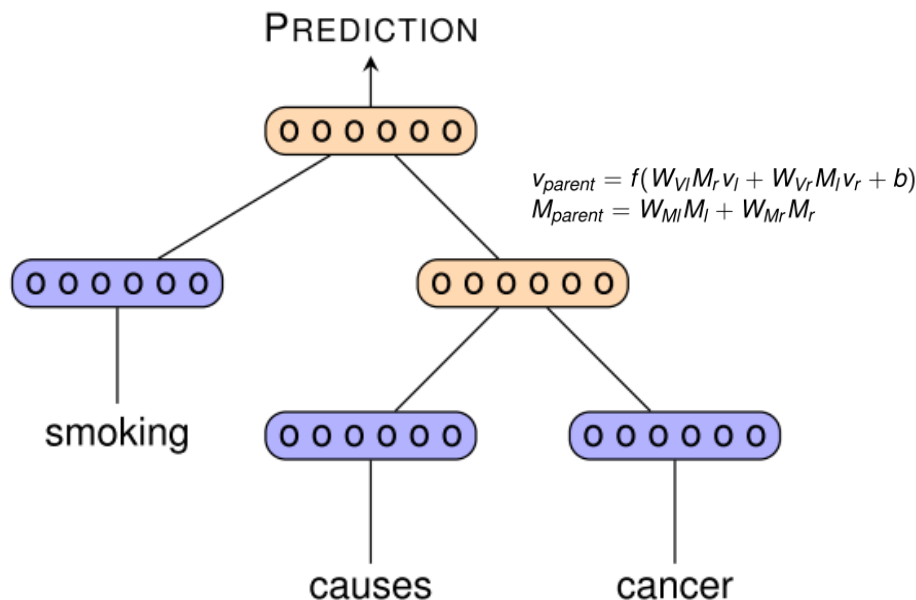 PREDICTION
o o o o o o
v_parent = f(W_Vl M_r v_l + W_Vr M_l v_r + b)
M_parent = W_Ml M_l + W_Mr M_r
o o o o o o o o o o o o
smoking
o o o o o o o o o o o o
causes cancer